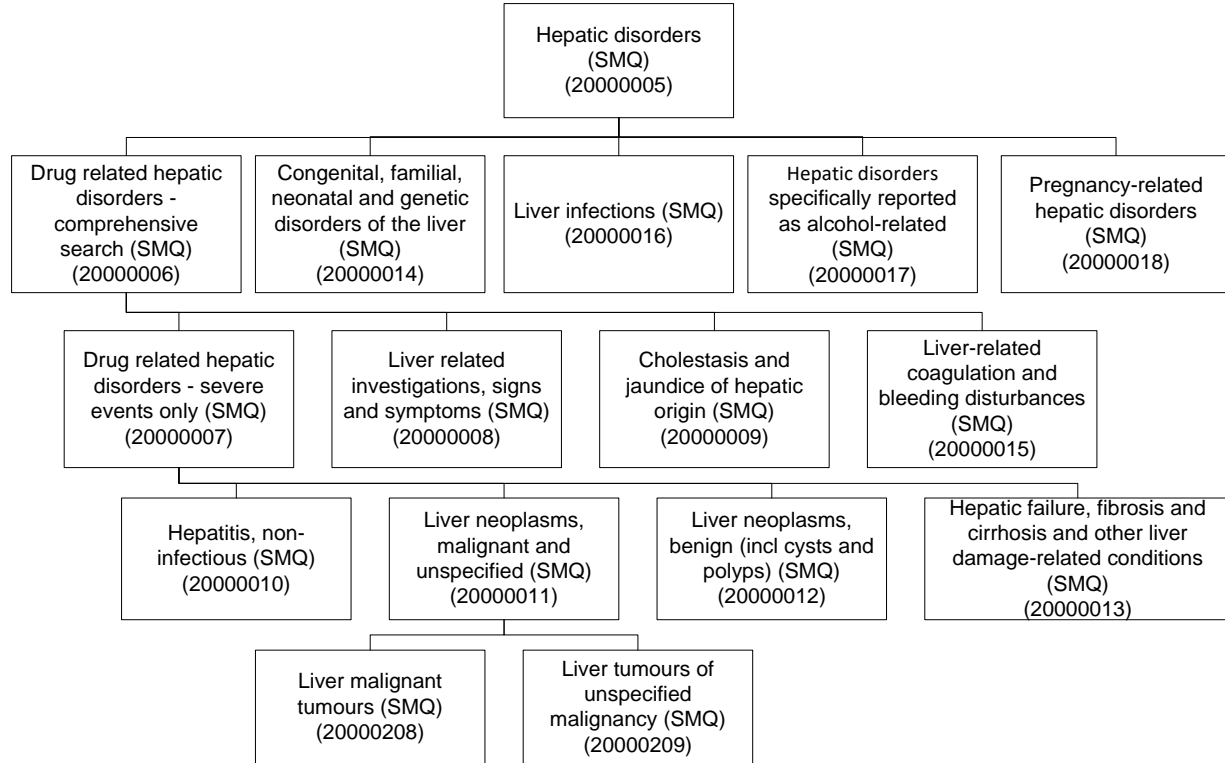 Hepatic disorders
(SMQ)
(20000005)
Drug related hepatic
disorders -
comprehensive
search (SMQ)
(20000006)
Congenital, familial,
neonatal and genetic
disorders of the liver
(SMQ)
(20000014)
Liver infections (SMQ)
(20000016)
Hepatic disorders
specifically reported
as alcohol-related
(SMQ)
(20000017)
Pregnancy-related
hepatic disorders
(SMQ)
(20000018)
Drug related hepatic
disorders - severe
events only (SMQ)
(20000007)
Liver related
investigations, signs
and symptoms (SMQ)
(20000008)
Cholestasis and
jaundice of hepatic
origin (SMQ)
(20000009)
Liver-related
coagulation and
bleeding disturbances
(SMQ)
(20000015)
Hepatitis, non-
infectious (SMQ)
(20000010)
Liver neoplasms,
malignant and
unspecified (SMQ)
(20000011)
Liver neoplasms,
benign (incl cysts and
polyps) (SMQ)
(20000012)
Hepatic failure, fibrosis and
cirrhosis and other liver
damage-related conditions
(SMQ)
(20000013)
Liver malignant
tumours (SMQ)
(20000208)
Liver tumours of
unspecified
malignancy (SMQ)
(20000209)